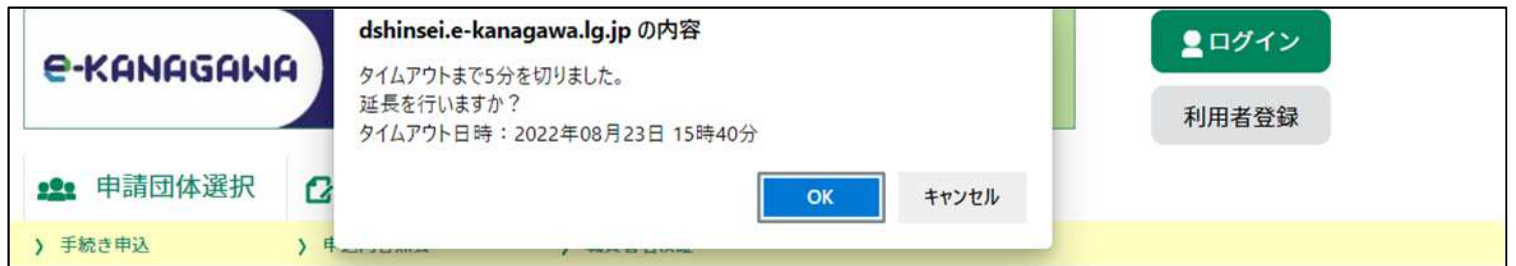 dshinsei.e-kanagawa.lg.jp の内容
e-KANAGAWA
タイムアウトまで5分を切りました。
延長を行いますか？
タイムアウト日時：2022年08月23日 15時40分
OK
キャンセル
ログイン
利用者登録
申請団体選択
手続き申込